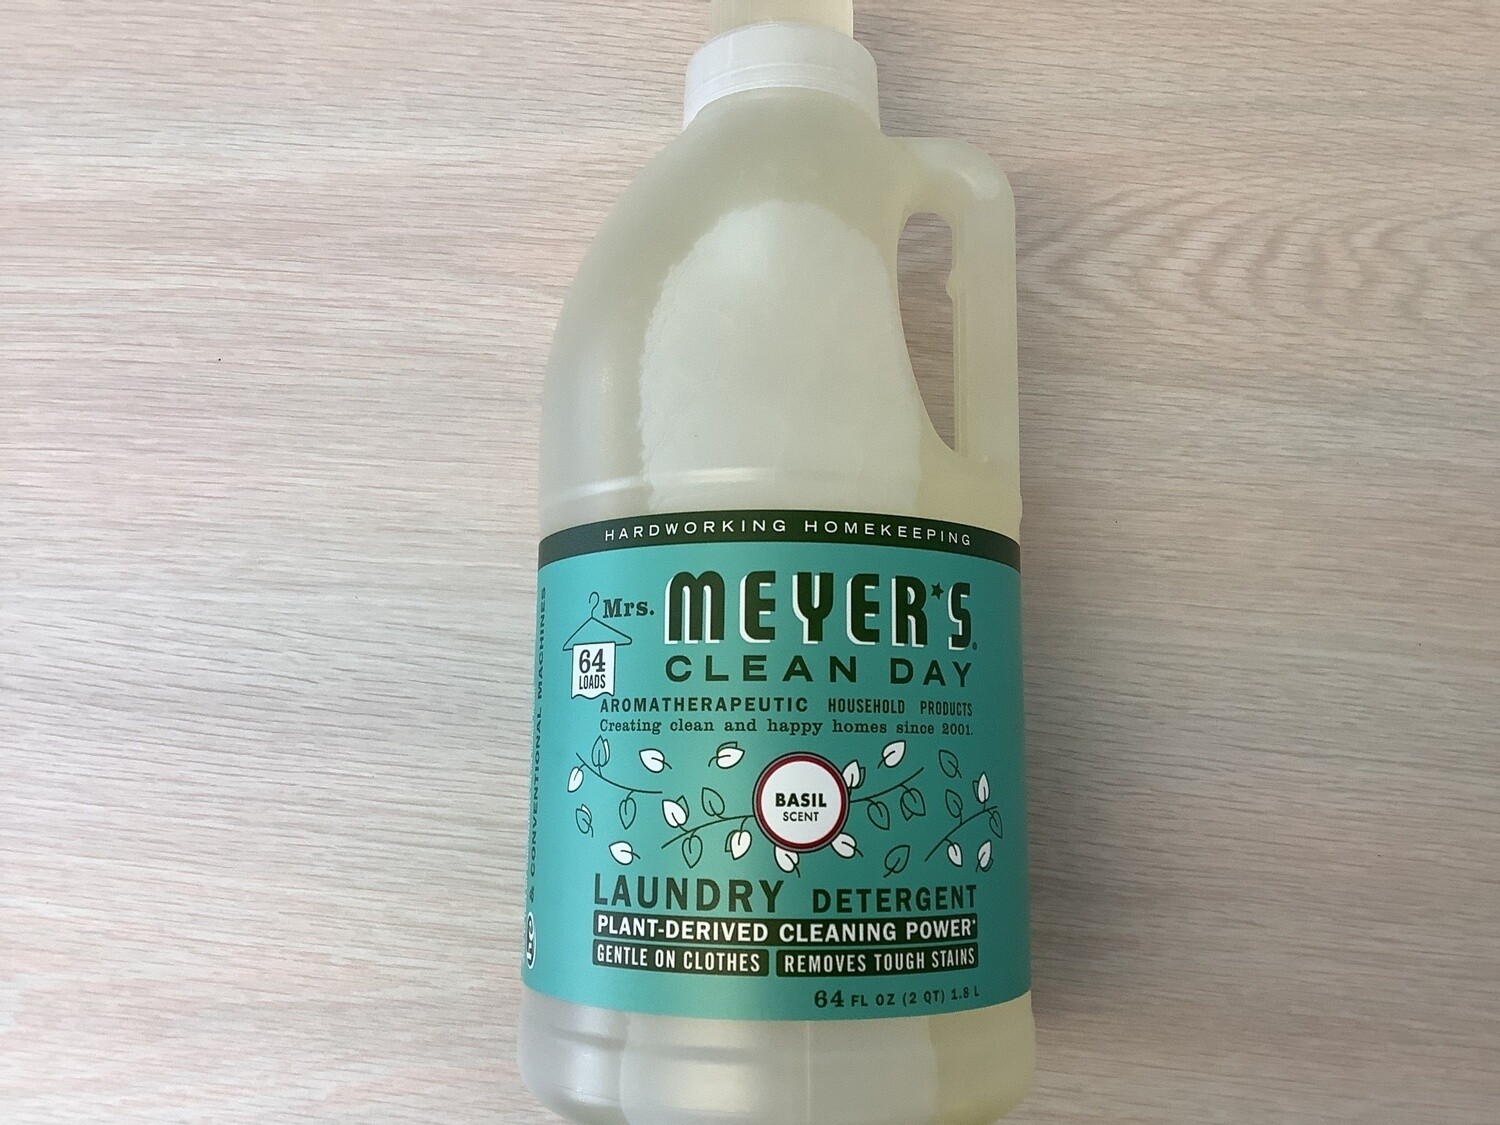 HARDWORKING HOMEKEEPING
Mrs. MEYER'S®
CLEAN DAY
64
LOADS
AROMATHERAPEUTIC HOUSEHOLD PRODUCTS
Creating clean and happy homes since 2001.
BASIL
SCENT
LAUNDRY DETERGENT
PLANT-DERIVED CLEANING POWER*
GENTLE ON CLOTHES REMOVES TOUGH STAINS
64 FL OZ (2 QT) 1.8 L
he & CONVENTIONAL MACHINES